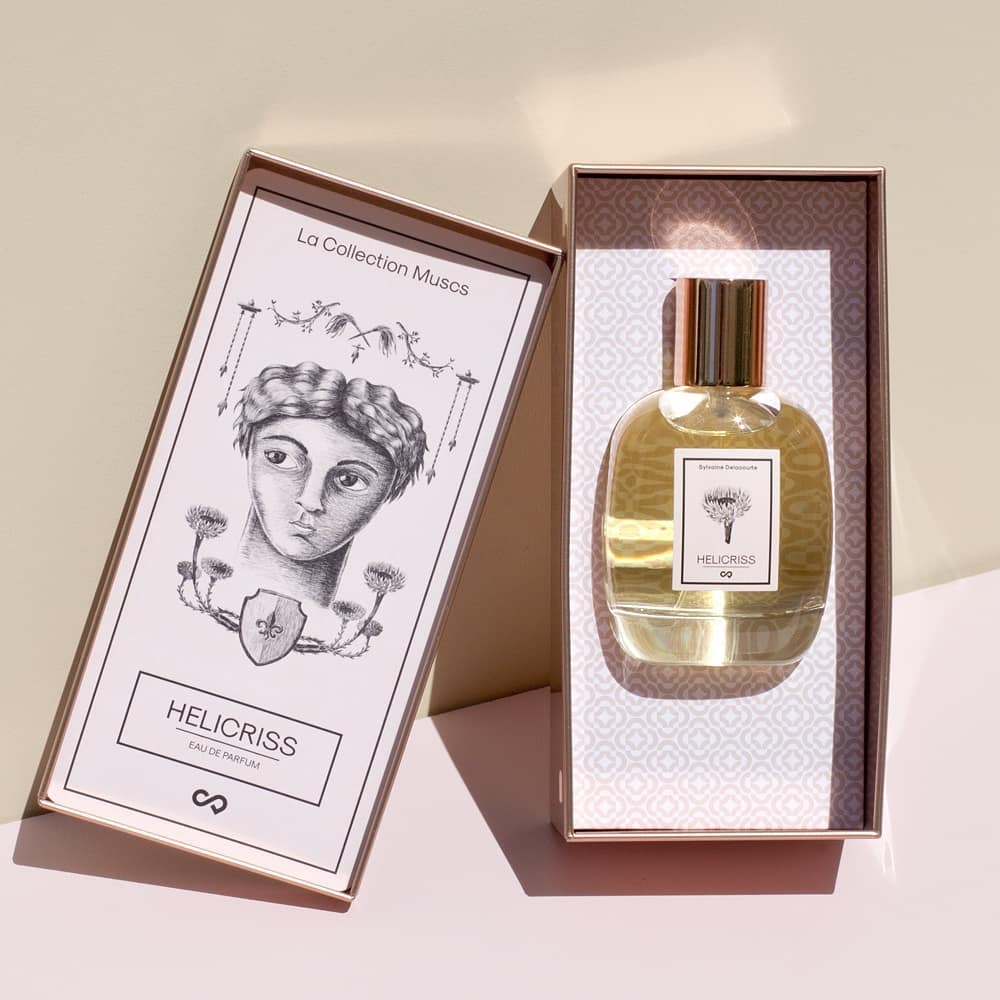 La Collection Muscs
HELICRISS
EAU DE PARFUM
Sylvaine Delacourte
HELICRISS